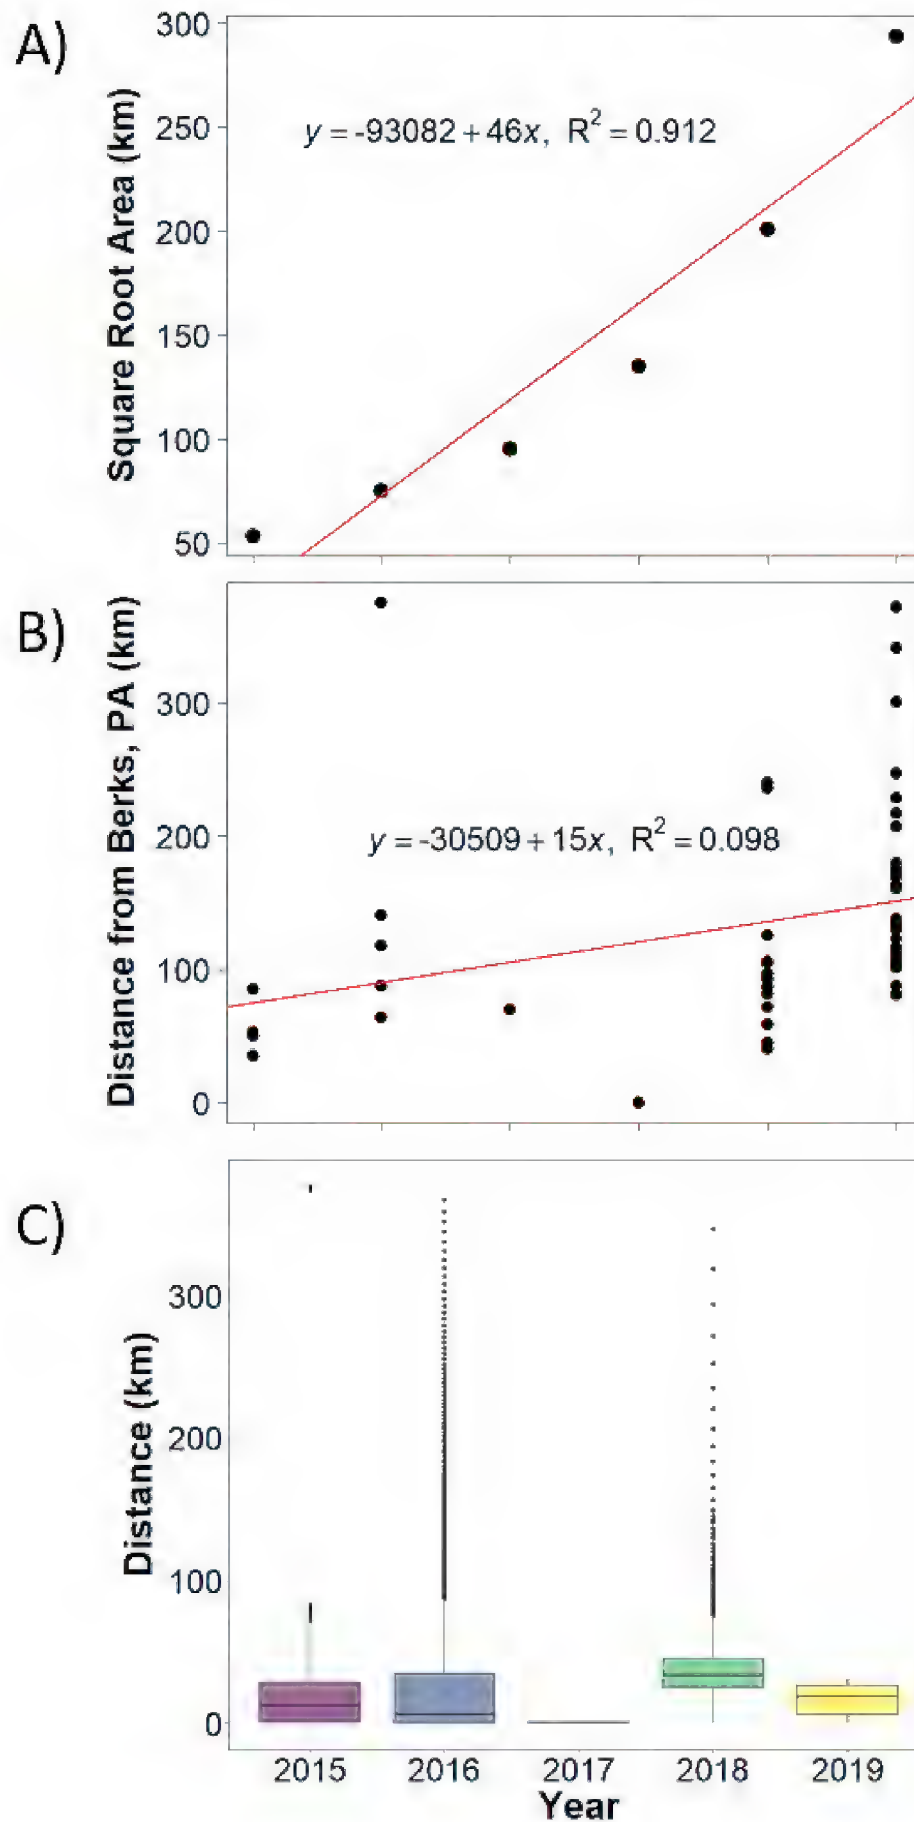 A)
Square Root Area (km)
300
250
200
150
100
50
y = -93082 + 46x, R² = 0.912
B)
Distance from Berks, PA (km)
300
200
100
0
y = -30509 + 15x, R² = 0.098
C)
Distance (km)
300
200
100
0
2015 2016 2017 2018 2019
Year